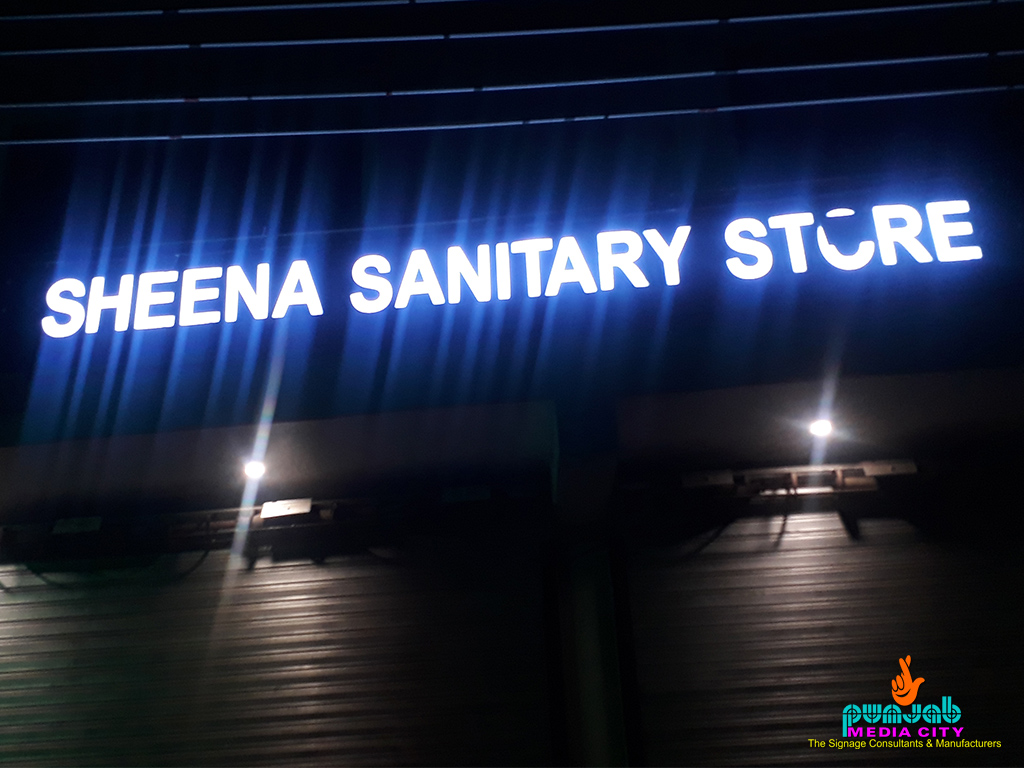 SHEENA SANITARY STORE
punjab
MEDIA CITY
The Signage Consultants & Manufacturers